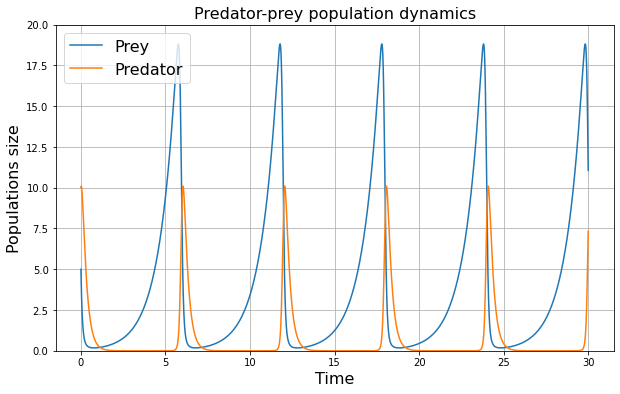 Predator-prey population dynamics
Prey
Predator
Populations size
20.0
17.5
15.0
12.5
10.0
7.5
5.0
2.5
0.0
0 5 10 15 20 25 30
Time